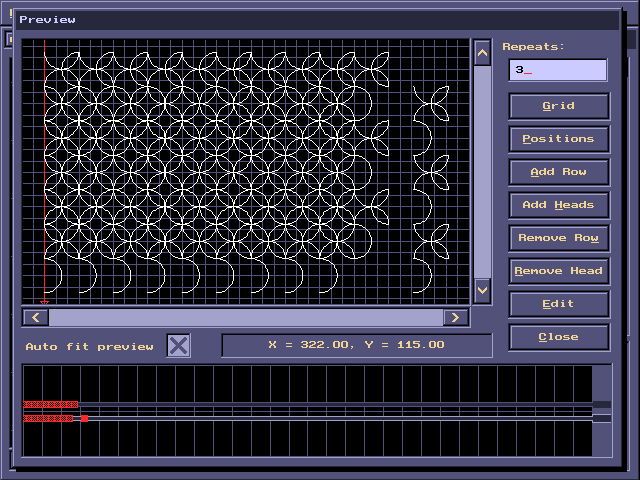 Preview
Repeats:
3_
Grid
Positions
Add Row
Add Heads
Remove Row
Remove Head
Edit
Close
Auto fit preview
X = 322.00, Y = 115.00